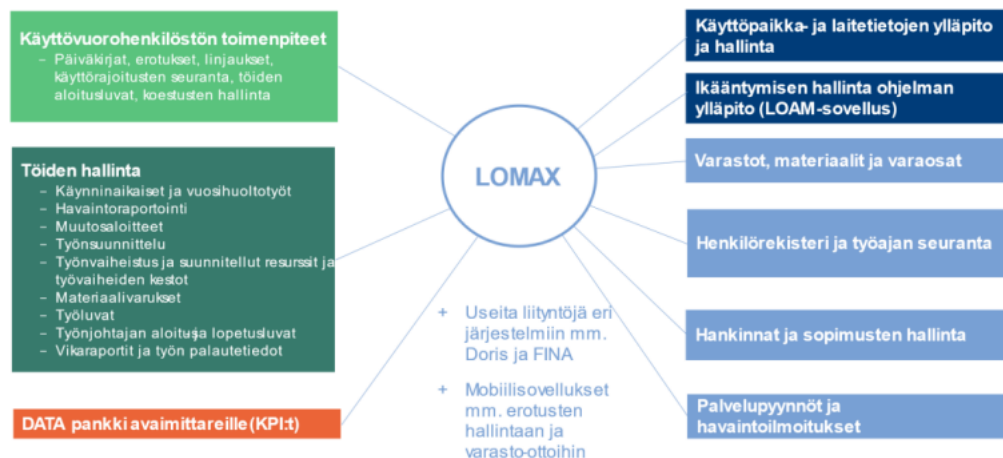 Käyttövuorohenkilöstön toimenpiteet
– Päiväkirjat, erotukset, linjaukset,
käyttörajoitusten seuranta, töiden
aloitusluvat, koestusten hallinta
Töiden hallinta
– Käynninaikaiset ja vuosihuoltotyöt
– Havaintoraportointi
– Muutosaloitteet
– Työnsuunnittelu
– Työnvaiheistus ja suunnitellut resurssit ja
työvaiheiden kestot
– Materiaalivarukset
– Työluvat
– Työnjohtajan aloitus-ja lopetusluvat
– Vikaraportit ja työn palautetiedot
DATA pankki avaimittareille (KPI:t)
LOMAX
+ Useita liityntöjä eri
järjestelmiin mm.
Doris ja FINA
+ Mobiilisovellukset
mm. erotusten
hallintaan ja
varasto-ottoihin
Käyttöpaikka- ja laitetietojen ylläpito
ja hallinta
Ikääntymisen hallinta ohjelman
ylläpito (LOAM-sovellus)
Varastot, materiaalit ja varaosat
Henkilörekisteri ja työajan seuranta
Hankinnat ja sopimusten hallinta
Palvelupyynnöt ja
havaintoilmoitukset